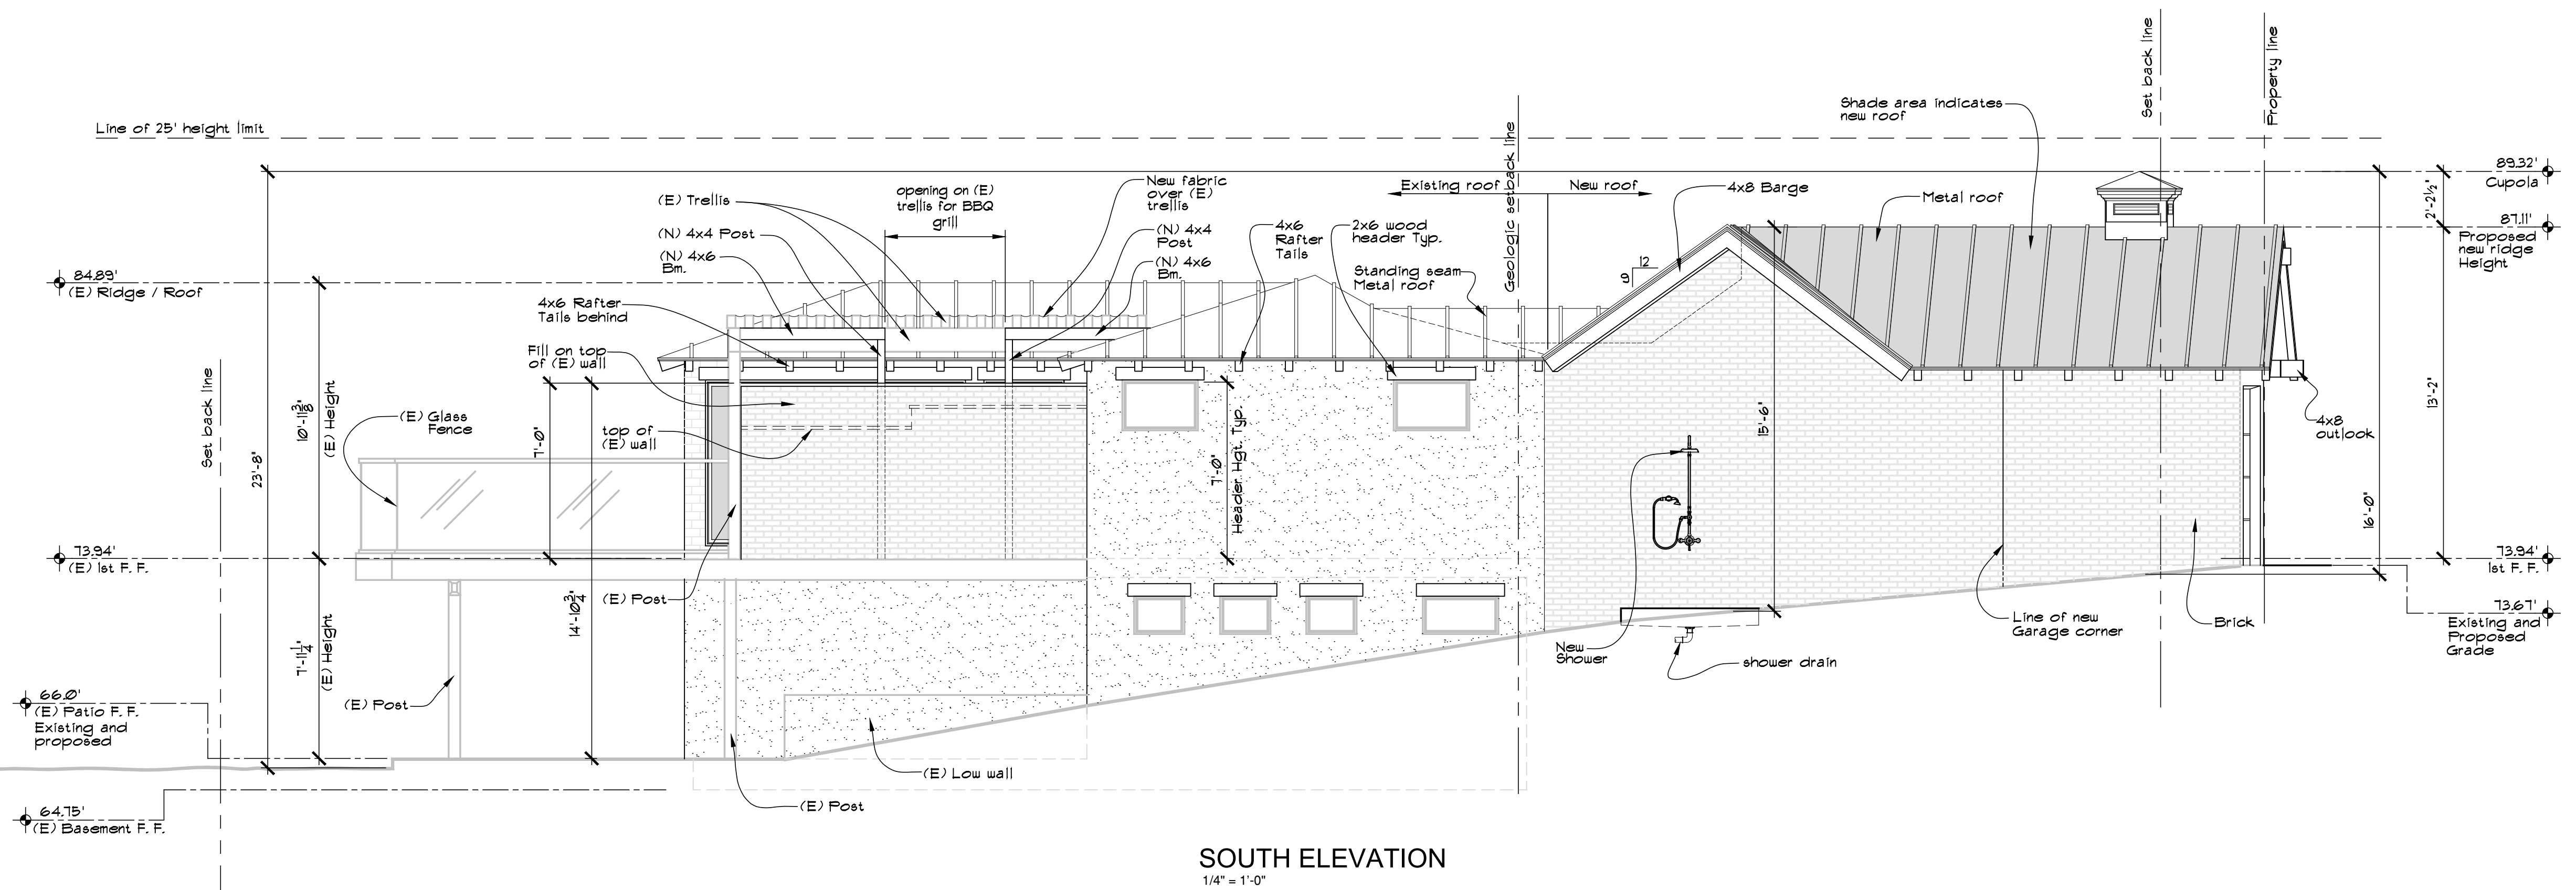 Set back line
Property line
Shade area indicates
new roof
Line of 25' height limit
Geologic setback line
89.32'
Cupola
2'-2½"
87.11'
Proposed
new ridge
Height
(E) Trellis
opening on (E)
trellis for BBQ
grill
New fabric
over (E)
trellis
Existing roof
New roof
4x8 Barge
Metal roof
(N) 4x4 Post
(N) 4x6
Bm.
(N) 4x4
Post
(N) 4x6
Bm.
4x6
Rafter
Tails
2x6 wood
header Typ.
Standing seam
Metal roof
12
9
84.89'
(E) Ridge / Roof
4x6 Rafter
Tails behind
Fill on top
of (E) wall
Set back line
10'-11⅜"
(E) Height
23'-8"
(E) Glass
Fence
7'-0"
top of
(E) wall
7'-0"
Header Hgt. Typ.
15'-6"
13'-2"
4x8
outlook
16'-0"
73.94'
(E) 1st F. F.
73.94'
1st F. F.
(E) Post
14'-10¾"
7'-11¼"
(E) Height
73.67'
Existing and
Proposed
Grade
Line of new
Garage corner
Brick
New
Shower
shower drain
66.0'
(E) Patio F. F.
Existing and
proposed
(E) Post
(E) Low wall
(E) Post
64.75'
(E) Basement F. F.
SOUTH ELEVATION
1/4" = 1'-0"